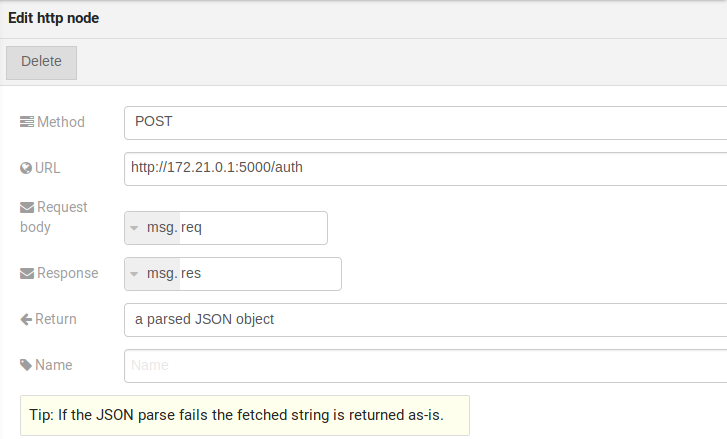 Edit http node
Delete
Method
POST
URL
http://172.21.0.1:5000/auth
Request
body
msg. req
Response
msg. res
Return
a parsed JSON object
Name
Name
Tip: If the JSON parse fails the fetched string is returned as-is.